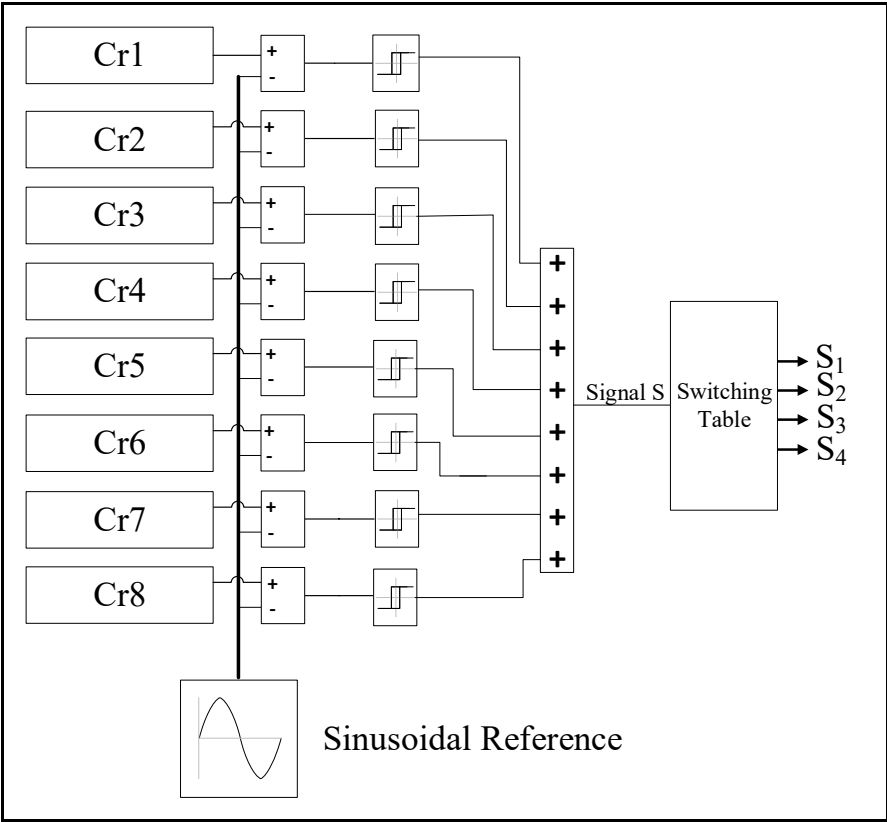 Cr1
+
-
Cr2
+
-
Cr3
+
-
Cr4
+
-
Cr5
+
-
Cr6
+
-
Cr7
+
-
Cr8
+
-
+
+
+
+
+
+
+
+
Signal S
Switching
Table
S1
S2
S3
S4
Sinusoidal Reference